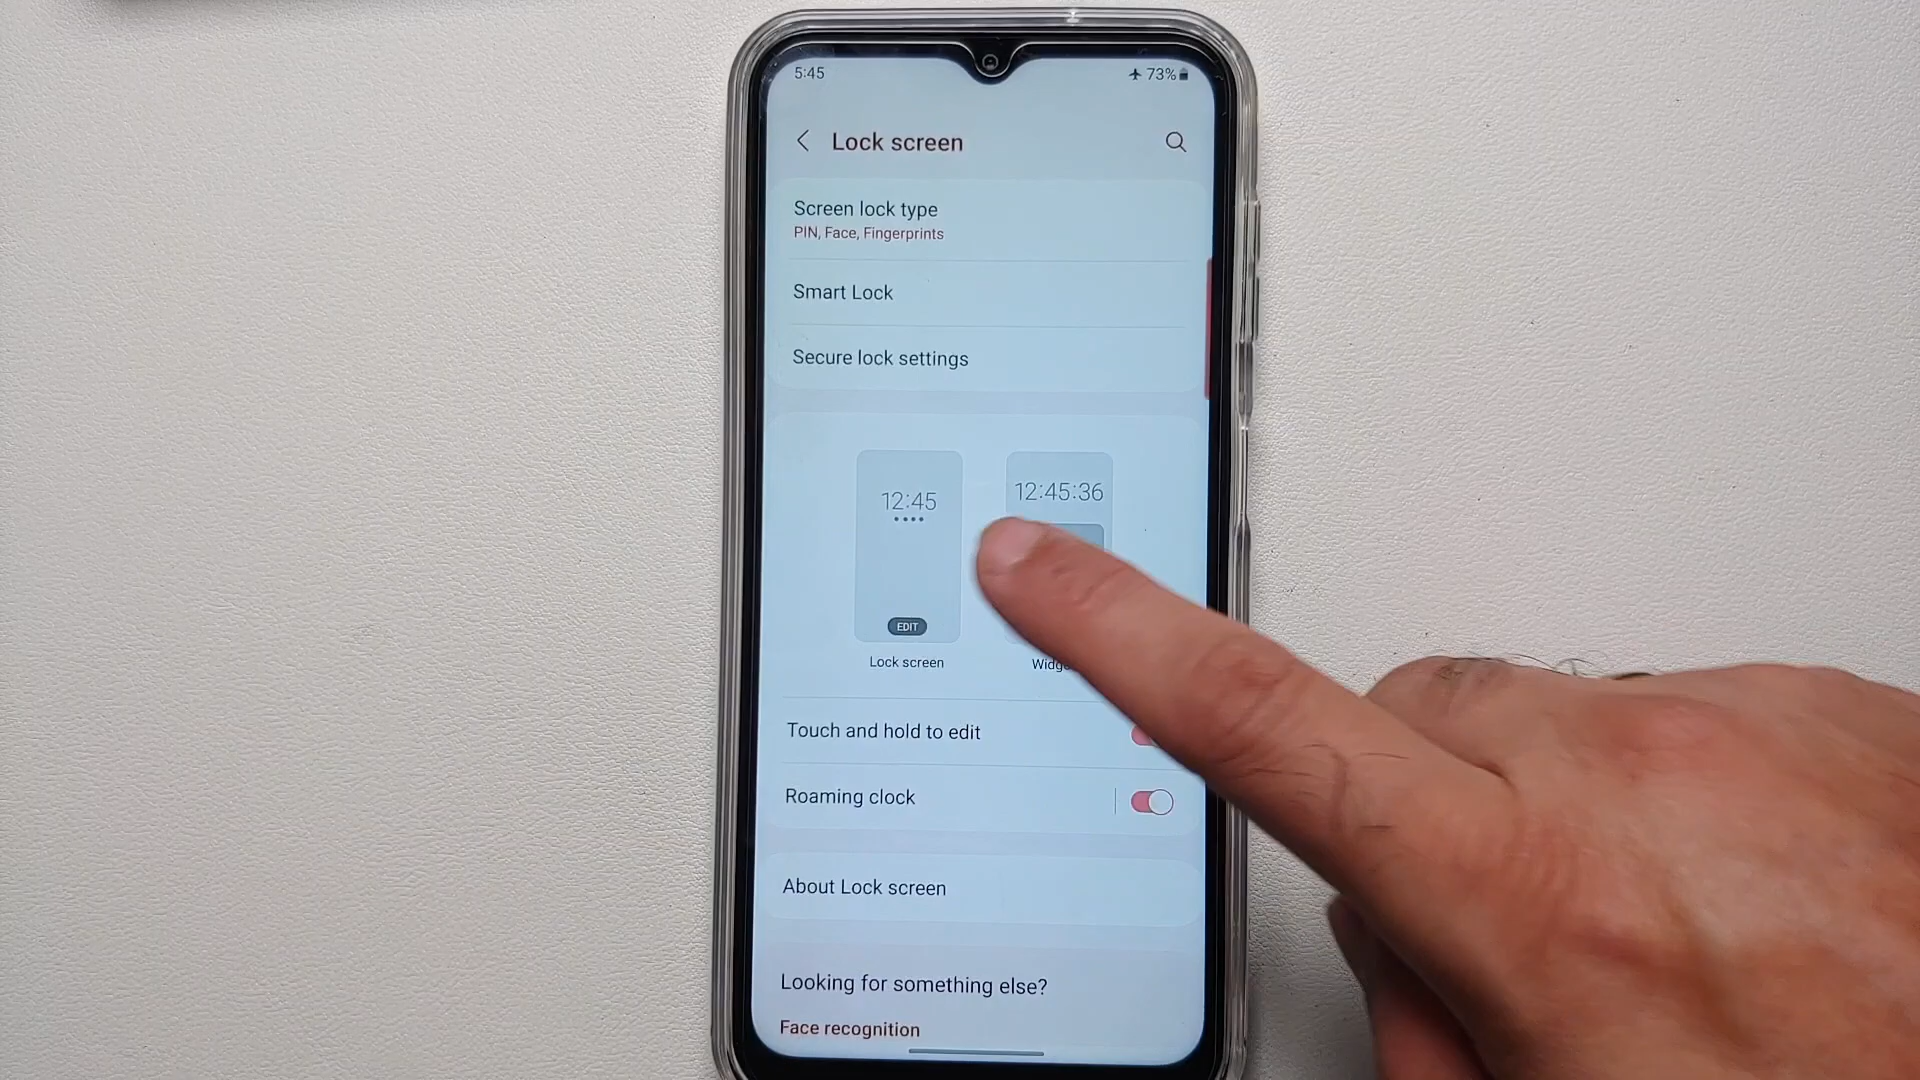 5:45
73%
Lock screen
Screen lock type
PIN, Face, Fingerprints
Smart Lock
Secure lock settings
12:45
12:45:36
EDIT
Lock screen
Touch and hold to edit
Roaming clock
About Lock screen
Looking for something else?
Face recognition